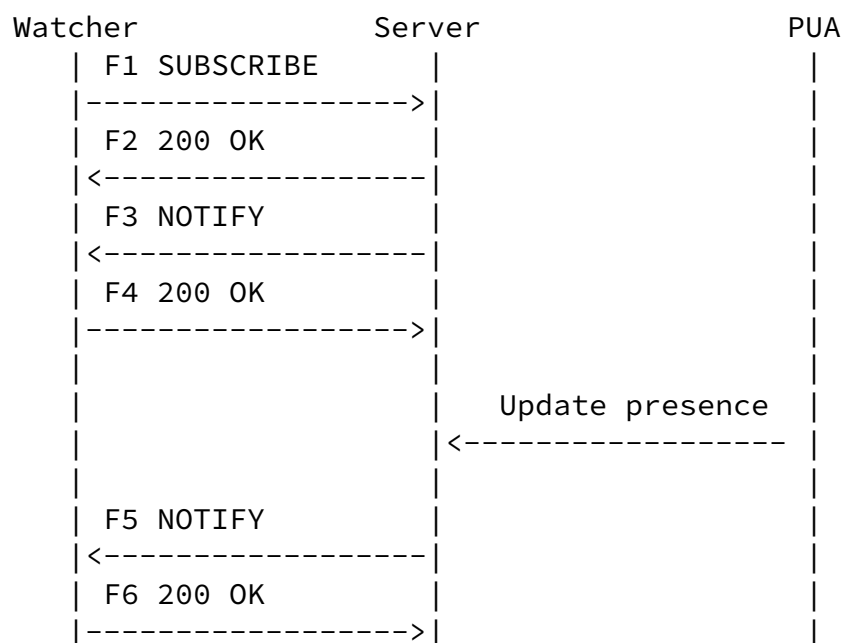 Watcher Server PUA
F1 SUBSCRIBE
F2 200 OK
F3 NOTIFY
F4 200 OK
Update presence
F5 NOTIFY
F6 200 OK